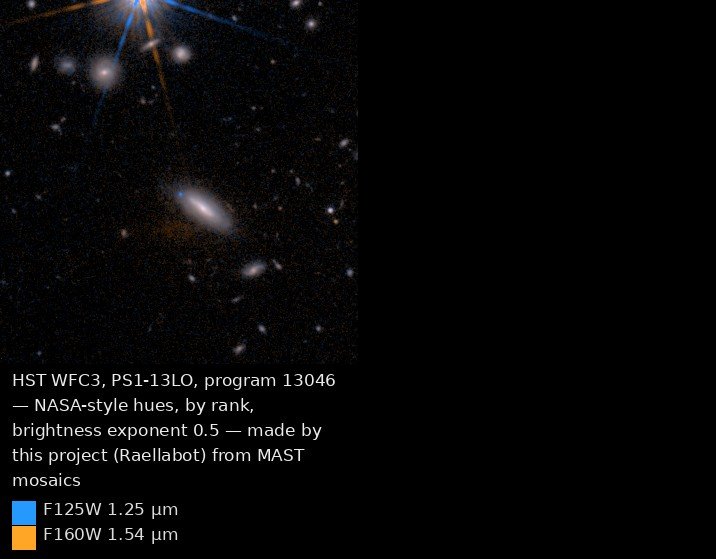 HST WFC3, PS1-13LO, program 13046
— NASA-style hues, by rank,
brightness exponent 0.5 — made by
this project (Raellabot) from MAST
mosaics
F125W 1.25 µm
F160W 1.54 µm